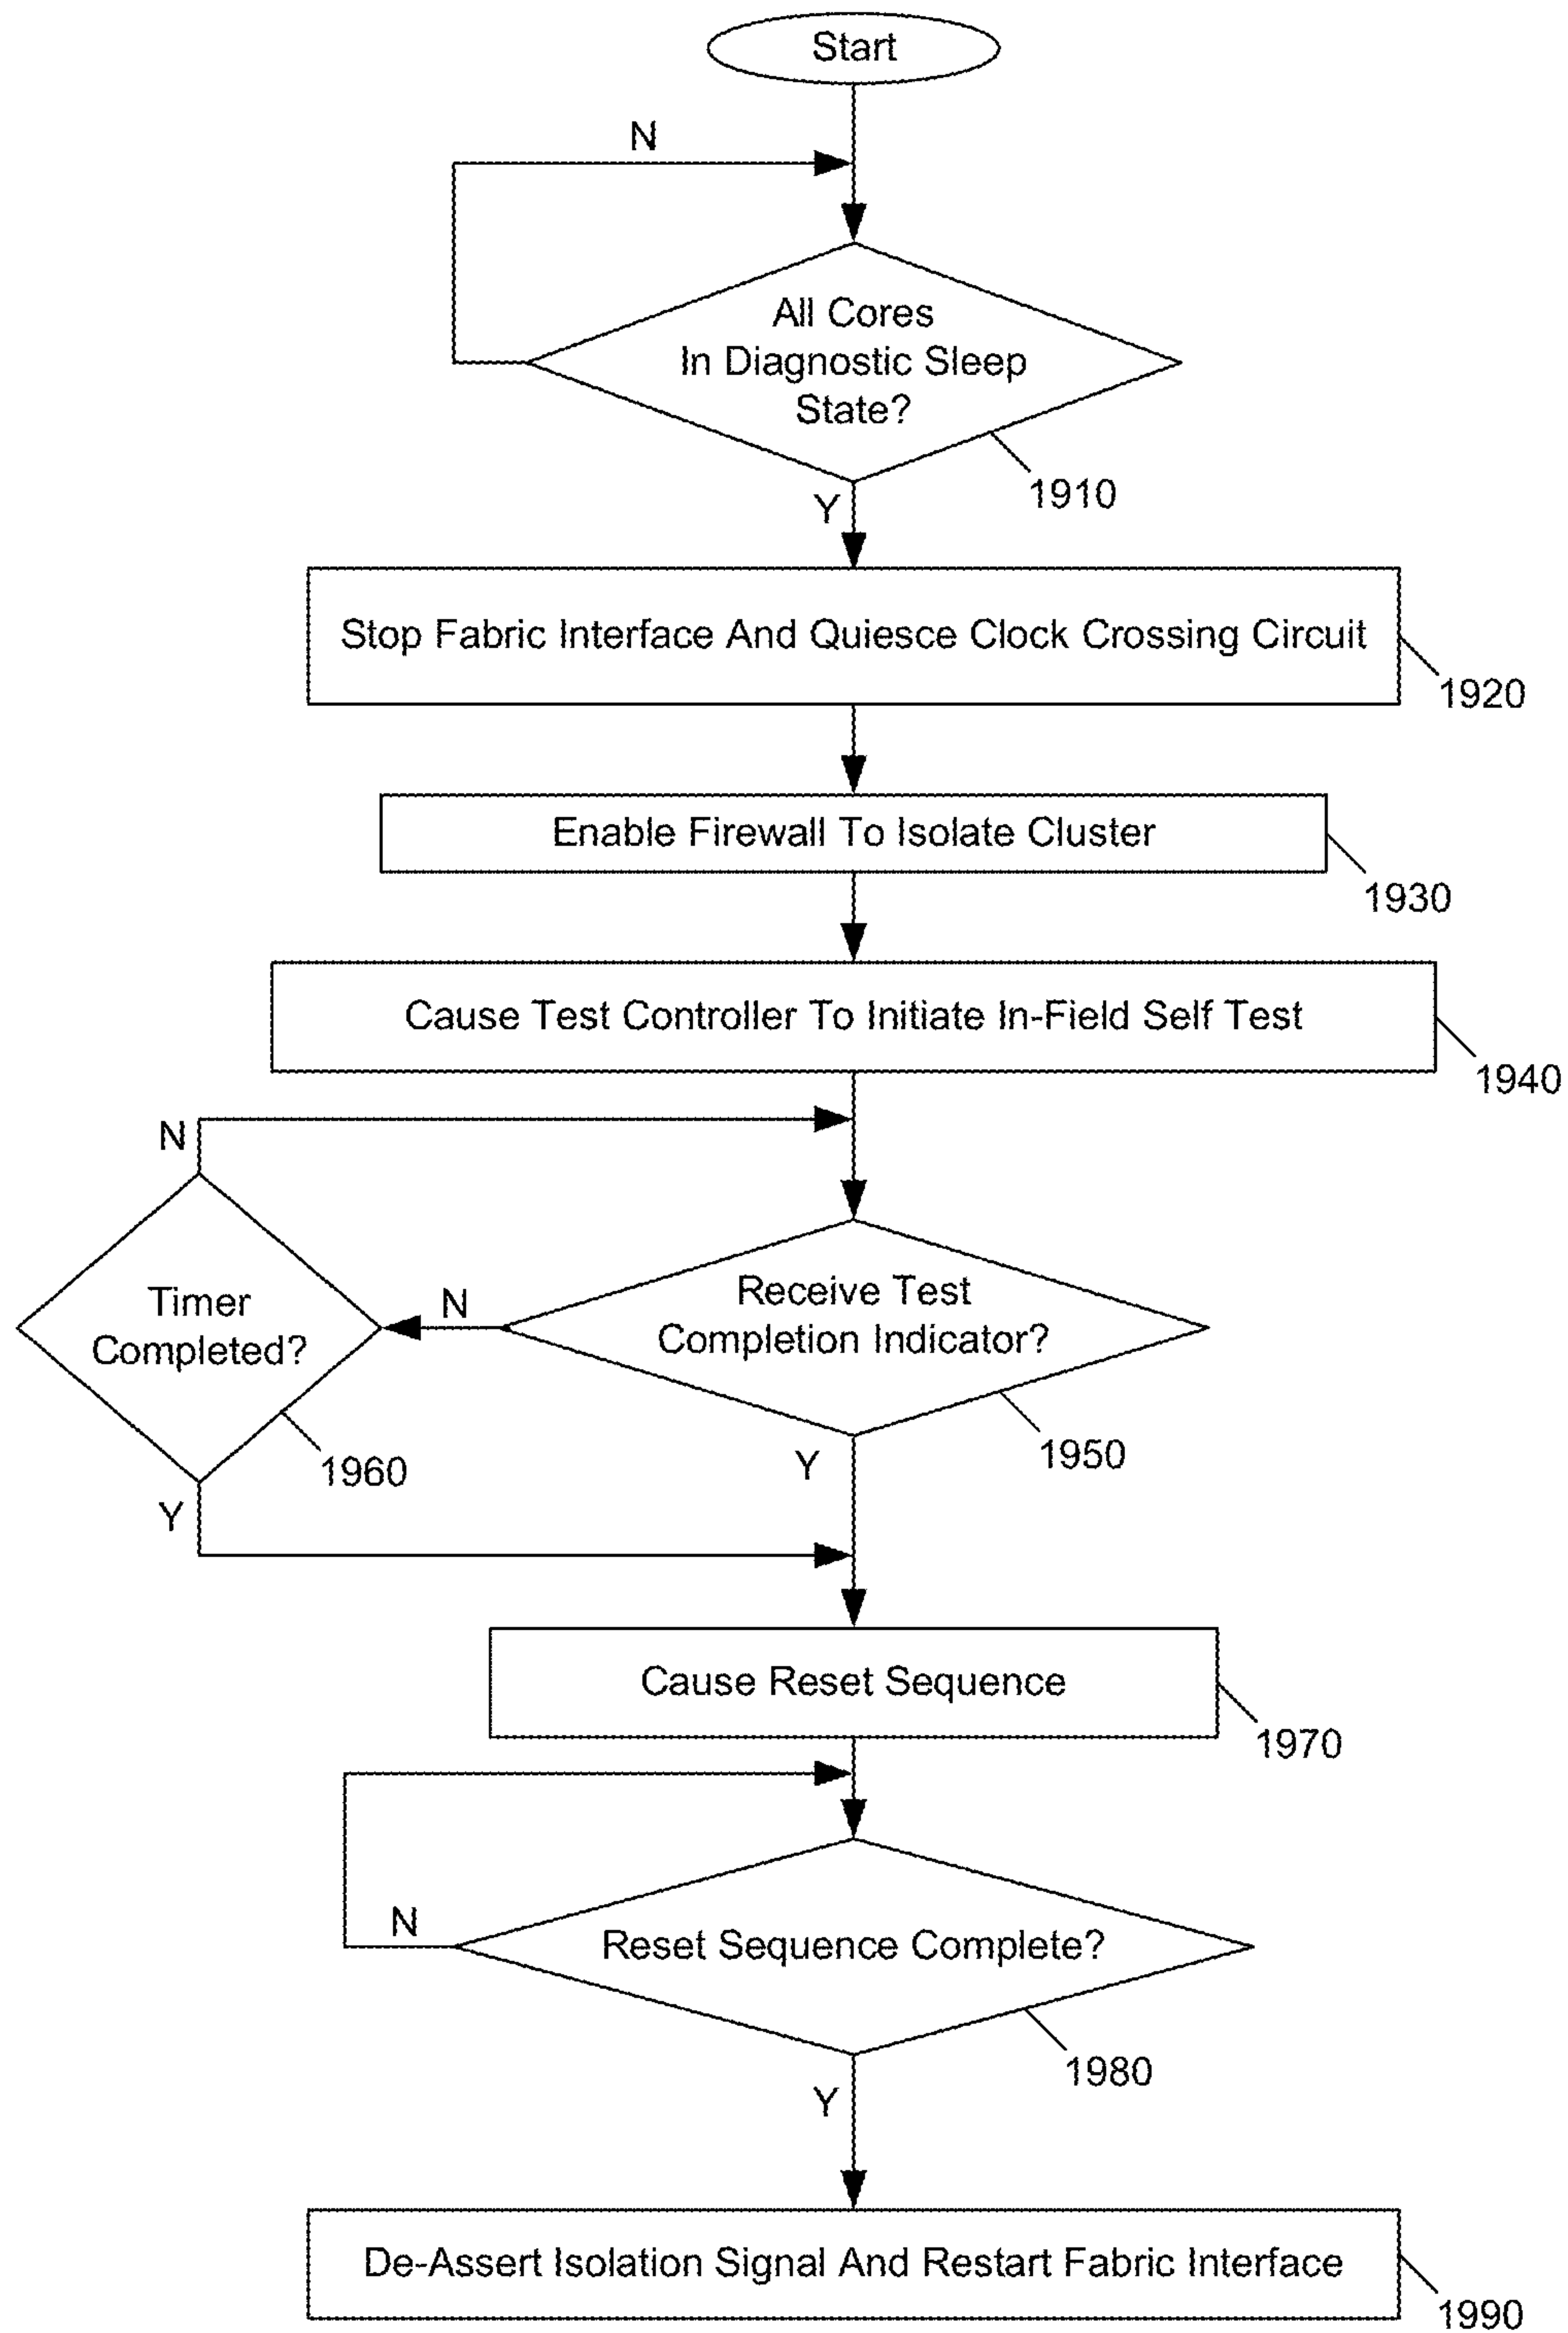 Start
N
All Cores
In Diagnostic Sleep
State?
1910
Y
Stop Fabric Interface And Quiesce Clock Crossing Circuit
1920
Enable Firewall To Isolate Cluster
1930
Cause Test Controller To Initiate In-Field Self Test
1940
N
Timer
Completed?
N
Receive Test
Completion Indicator?
1960
1950
Y
Y
Cause Reset Sequence
1970
N
Reset Sequence Complete?
1980
Y
De-Assert Isolation Signal And Restart Fabric Interface
1990